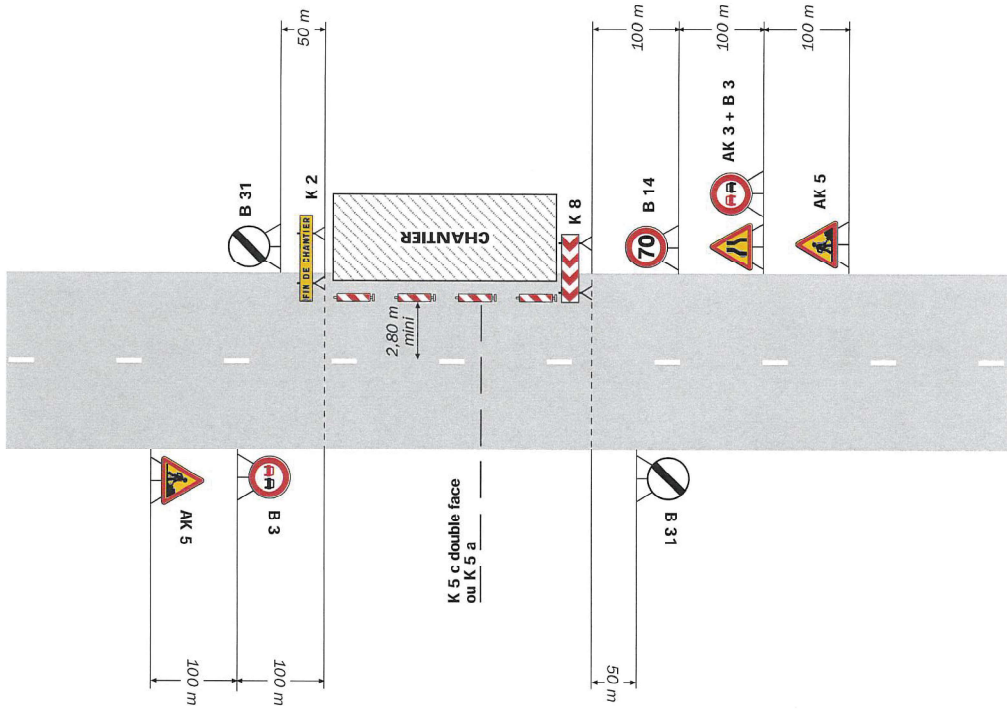 50 m
B 31
K 2
FIN DE CHANTIER
CHANTIER
2,80 m
mini
K 8
100 m
B 14
70
100 m
AK 3 + B 3
100 m
AK 5
AK 5
100 m
B 3
100 m
K 5 c double face
ou K 5 a
B 31
50 m